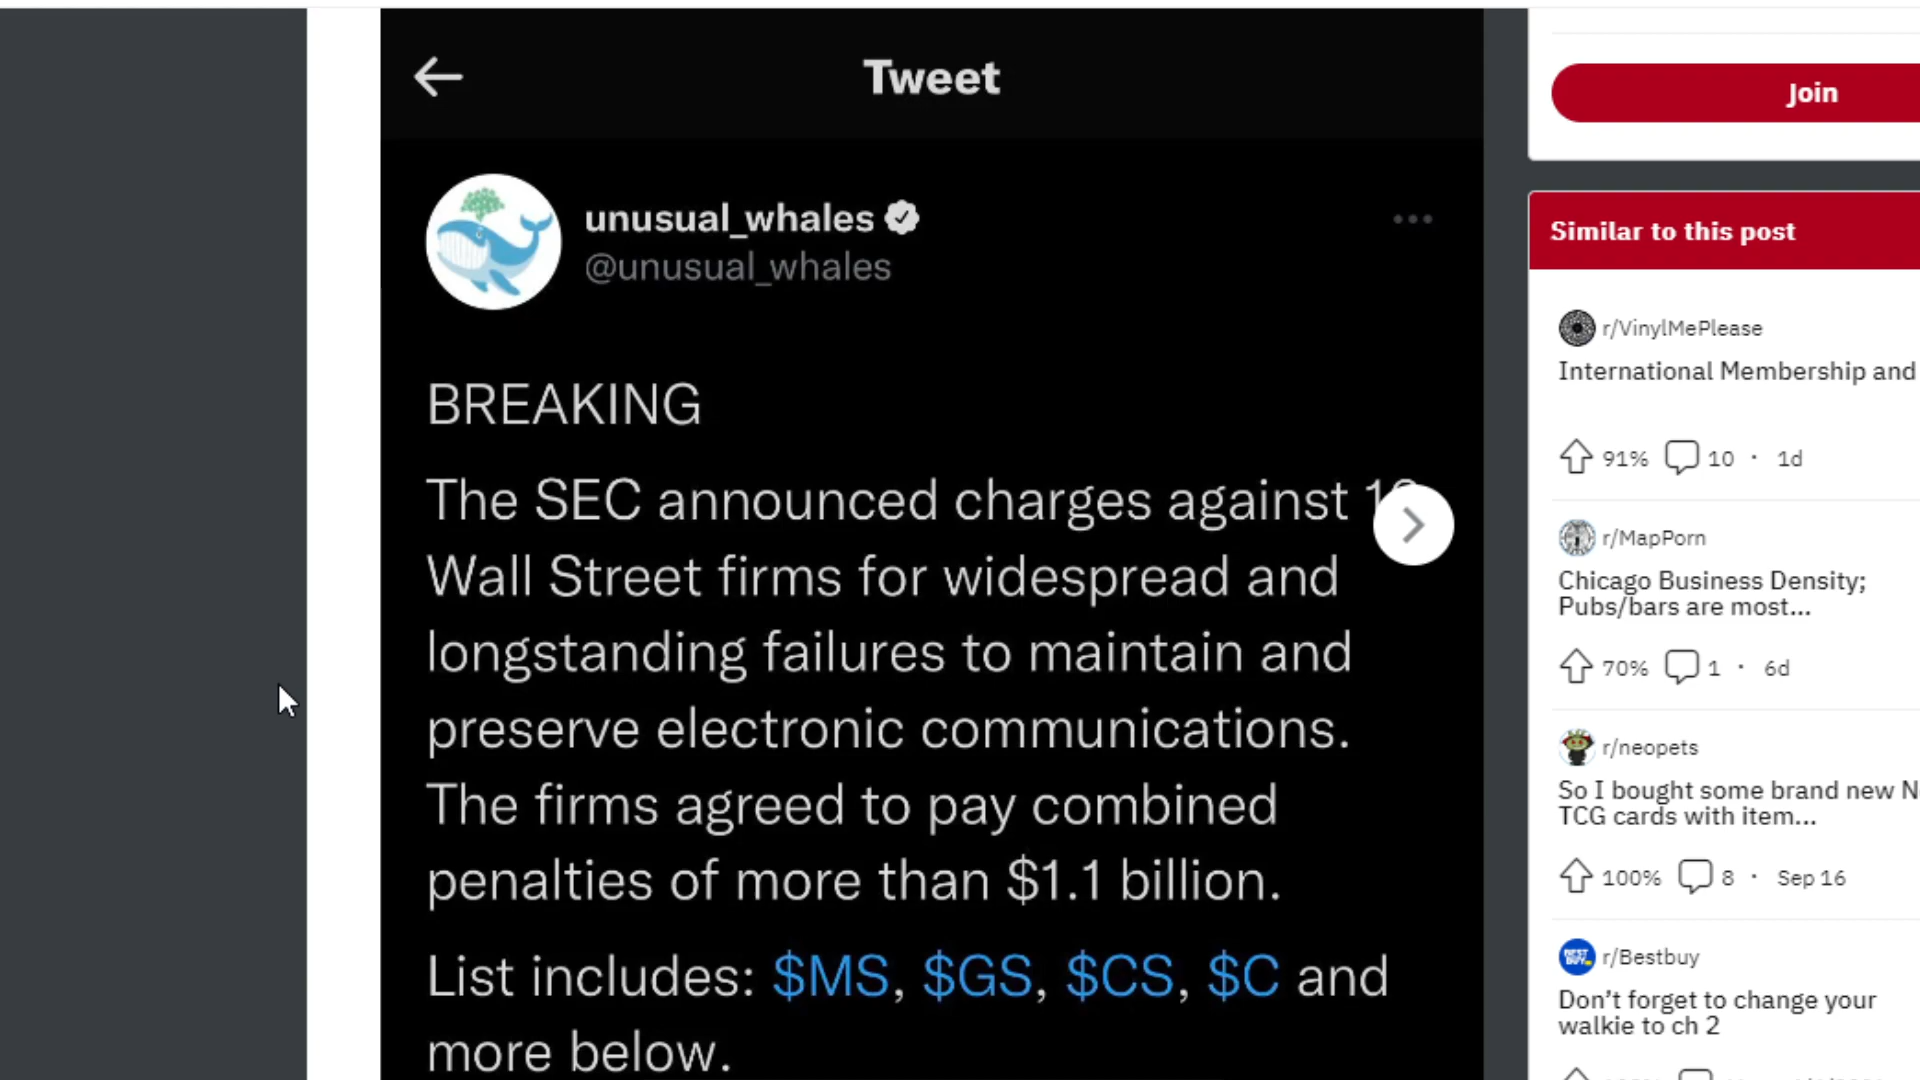 Tweet
unusual_whales
@unusual_whales
BREAKING
The SEC announced charges against
Wall Street firms for widespread and
longstanding failures to maintain and
preserve electronic communications.
The firms agreed to pay combined
penalties of more than $1.1 billion.
List includes: $MS, $GS, $CS, $C and
more below.
Join
Similar to this post
r/VinylMePlease
International Membership and
91% 10 · 1d
r/MapPorn
Chicago Business Density;
Pubs/bars are most...
70% 1 · 6d
r/neopets
So I bought some brand new
TCG cards with item...
100% 8 · Sep 16
BEST BUY
r/Bestbuy
Don't forget to change your
walkie to ch 2